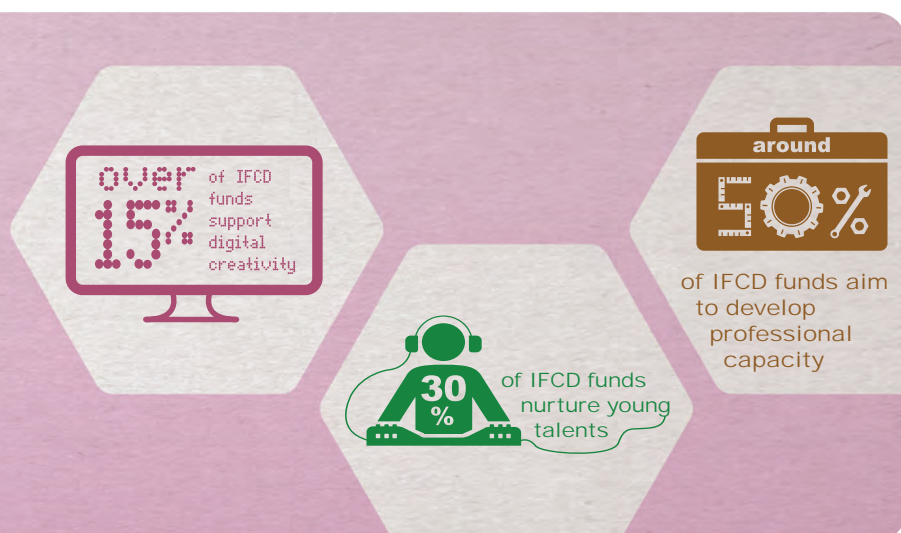 over
15%
of IFCD
funds
support
digital
creativity
30
%
of IFCD funds
nurture young
talents
around
50%
of IFCD funds aim
to develop
professional
capacity